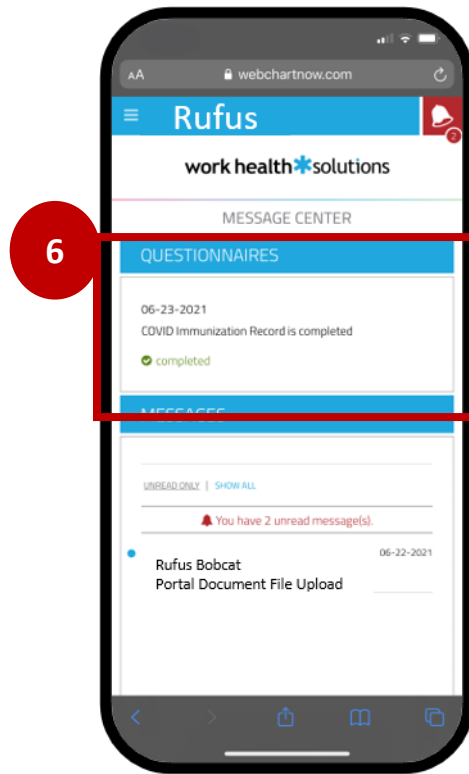 AA webchartnow.com
Rufus
2
work health*solutions
MESSAGE CENTER
6
QUESTIONNAIRES
06-23-2021
COVID Immunization Record is completed
completed
MESSAGES
UNREAD ONLY | SHOW ALL
You have 2 unread message(s).
06-22-2021
Rufus Bobcat
Portal Document File Upload